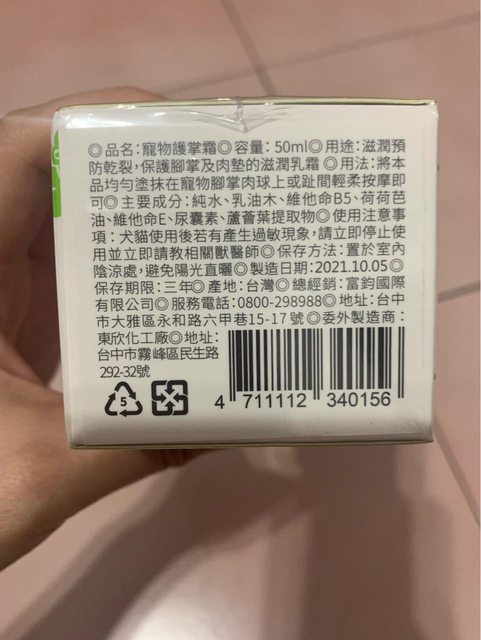 ◎品名：寵物護掌霜◎容量：50ml◎用途：滋潤預
防乾裂，保護腳掌及肉墊的滋潤乳霜 ◎用法：將本
品均勻塗抹在寵物腳掌肉球上或趾間輕柔按摩即
可◎主要成分：純水、乳油木、維他命B5、荷荷芭
油、維他命E、尿囊素、蘆薈葉提取物◎使用注意事
項：犬貓使用後若有產生過敏現象，請立即停止使
用並立即請教相關獸醫師◎保存方法：置於室內
陰涼處，避免陽光直曬◎製造日期：2021.10.05◎
保存期限：三年◎產地：台灣◎總經銷：富鈞國際
有限公司◎服務電話：0800-298988◎地址：台中
市大雅區永和路六甲巷15-17號◎委外製造商：
東欣化工廠◎地址：
台中市霧峰區民生路
292-32號
5
4 711112 340156